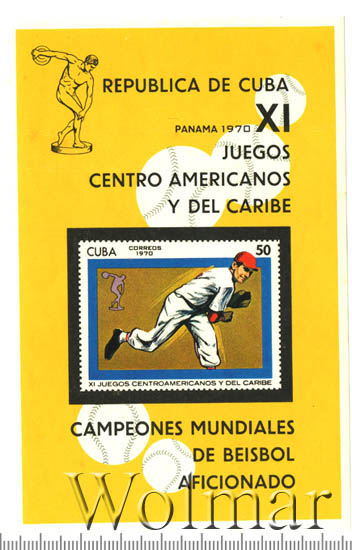 REPUBLICA DE CUBA
PANAMA 1970 XI
JUEGOS
CENTRO AMERICANOS
Y DEL CARIBE
CUBA CORREOS 50
1970
XI JUEGOS CENTROAMERICANOS Y DEL CARIBE
CAMPEONES MUNDIALES
DE BEISBOL
AFICIONADO
Wolmar